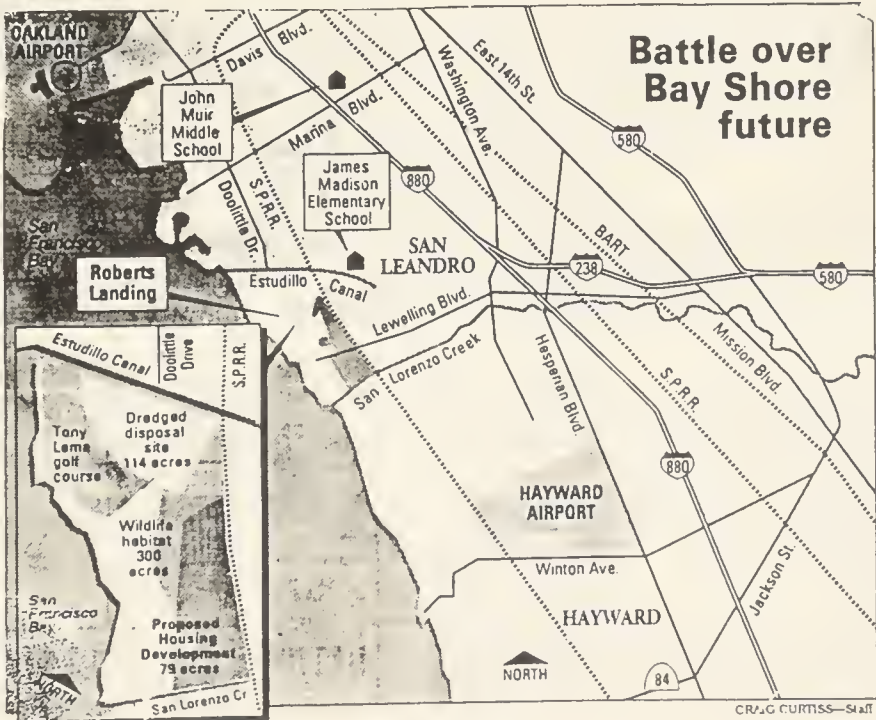 Battle over
Bay Shore
future
OAKLAND
AIRPORT
Davis Blvd.
John
Muir
Middle
School
Marina Blvd.
Washington Ave.
East 14th St.
580
James
Madison
Elementary
School
880
Doolittle Dr.
S.P.R.R.
San
Francisco
Bay
SAN
LEANDRO
BART
238
580
Roberts
Landing
Estudillo
Canal
Lewelling Blvd.
San Lorenzo Creek
Hesperian Blvd.
Mission Blvd.
S.P.R.R.
880
HAYWARD
AIRPORT
Winton Ave.
Jackson St.
HAYWARD
NORTH
84
Estudillo Canal
Doolittle
Drive
S.P.R.R.
Tony
Lema
golf
course
Dredged
disposal
site
114 acres
Wildlife
habitat
300
acres
San
Francisco
Bay
Proposed
Housing
Development
79 acres
NORTH
San Lorenzo Cr
CRAIG CURTISS—Staff